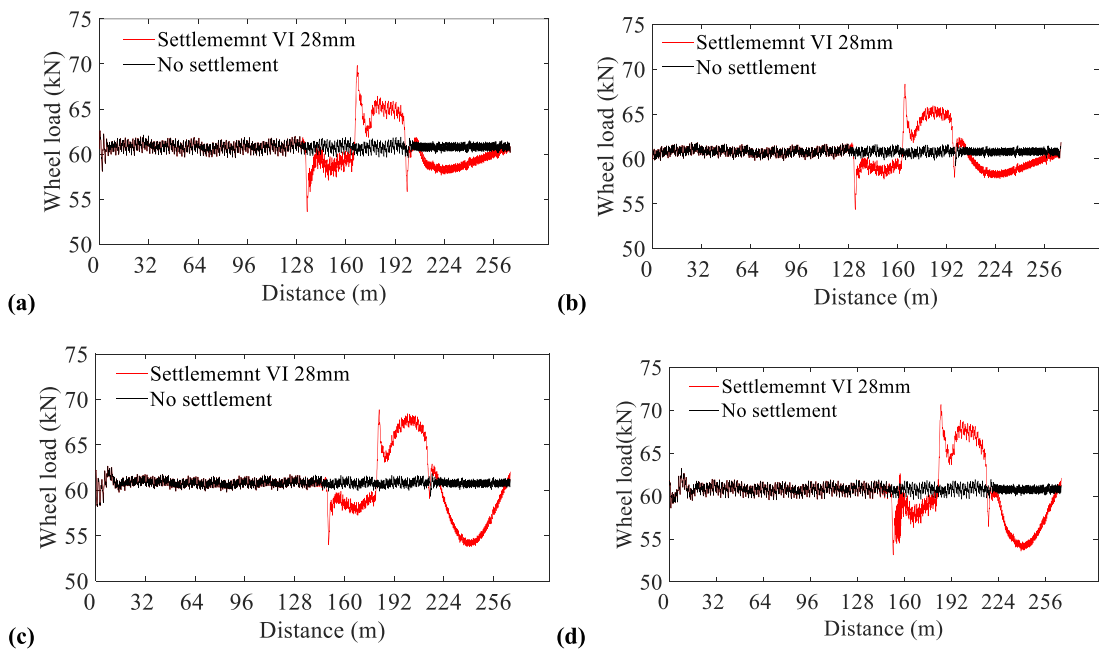 75
70
65
60
55
50
Wheel load (kN)
Settlememnt VI 28mm
No settlement
0 32 64 96 128 160 192 224 256
Distance (m)
(a)
75
70
65
60
55
50
Wheel load (kN)
Settlememnt VI 28mm
No settlement
0 32 64 96 128 160 192 224 256
Distance (m)
(b)
75
70
65
60
55
50
Wheel load (kN)
Settlememnt VI 28mm
No settlement
0 32 64 96 128 160 192 224 256
Distance (m)
(c)
75
70
65
60
55
50
Wheel load(kN)
Settlememnt VI 28mm
No settlement
0 32 64 96 128 160 192 224 256
Distance (m)
(d)